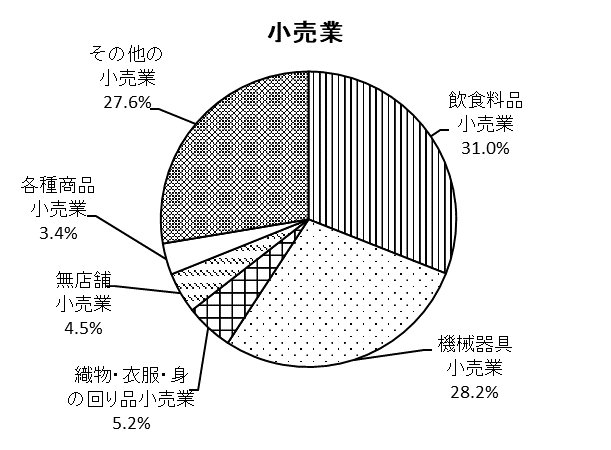 小売業
飲食料品
小売業
31.0%
機械器具
小売業
28.2%
織物・衣服・身
の回り品小売業
5.2%
無店舗
小売業
4.5%
各種商品
小売業
3.4%
その他の
小売業
27.6%